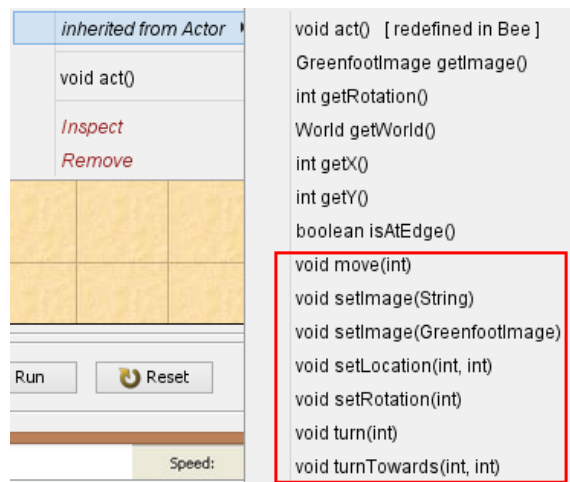 inherited from Actor
void act()
Inspect
Remove
Run
Reset
Speed:
void act() [ redefined in Bee ]
GreenfootImage getImage()
int getRotation()
World getWorld()
int getX()
int getY()
boolean isAtEdge()
void move(int)
void setImage(String)
void setImage(GreenfootImage)
void setLocation(int, int)
void setRotation(int)
void turn(int)
void turnTowards(int, int)